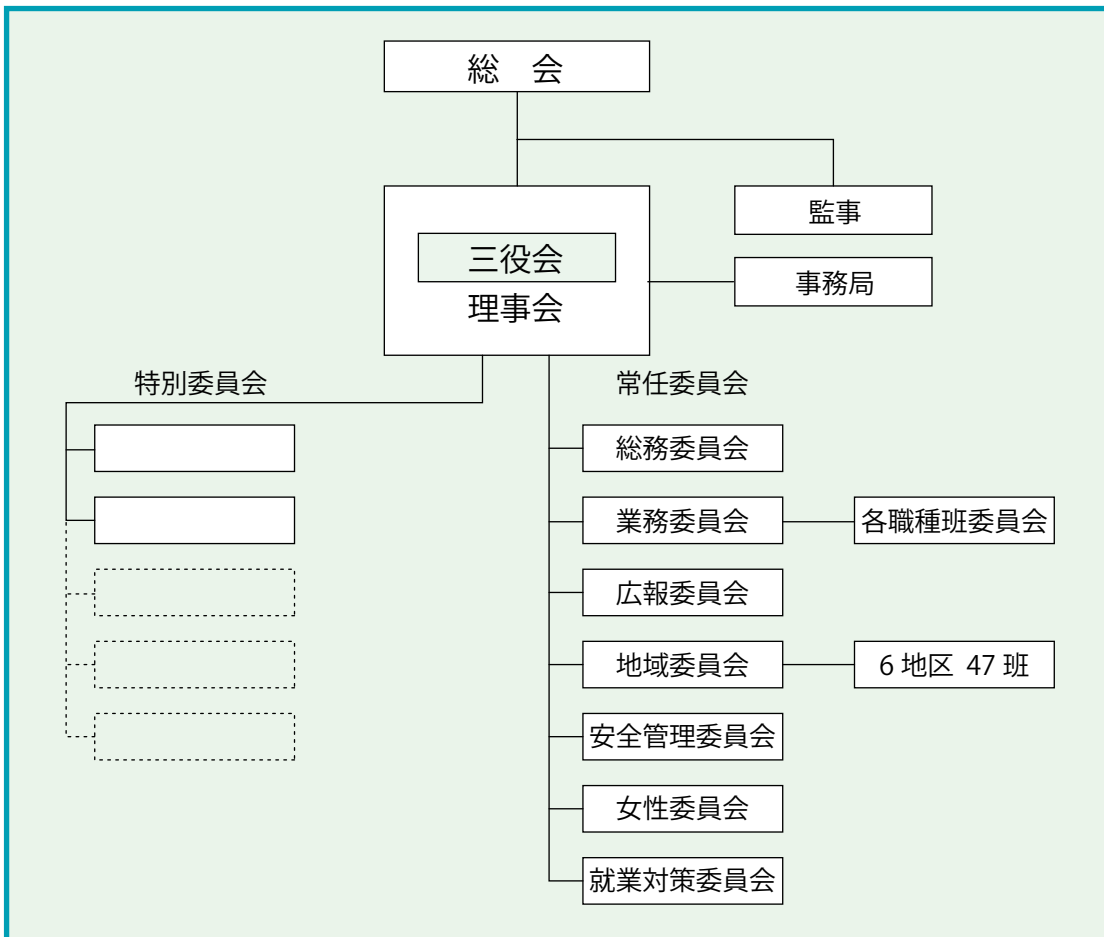 総　会
監事
三役会
理事会
事務局
特別委員会
常任委員会
総務委員会
業務委員会
各職種班委員会
広報委員会
地域委員会
6 地区 47 班
安全管理委員会
女性委員会
就業対策委員会